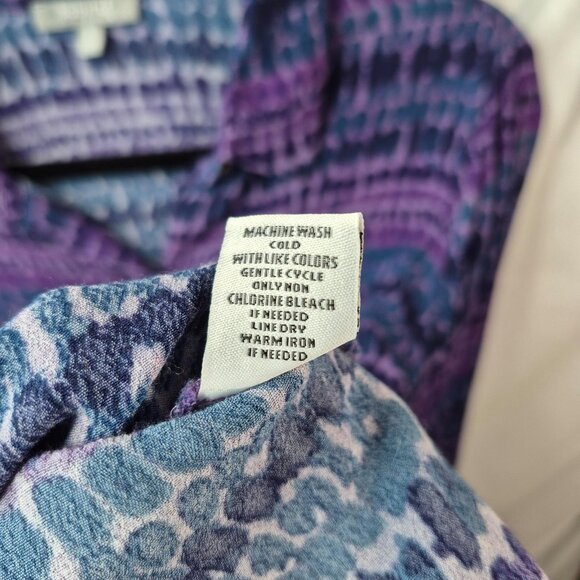 MACHINE WASH
COLD
WITH LIKE COLORS
GENTLE CYCLE
ONLY NON
CHLORINE BLEACH
IF NEEDED
LINE DRY
WARM IRON
IF NEEDED